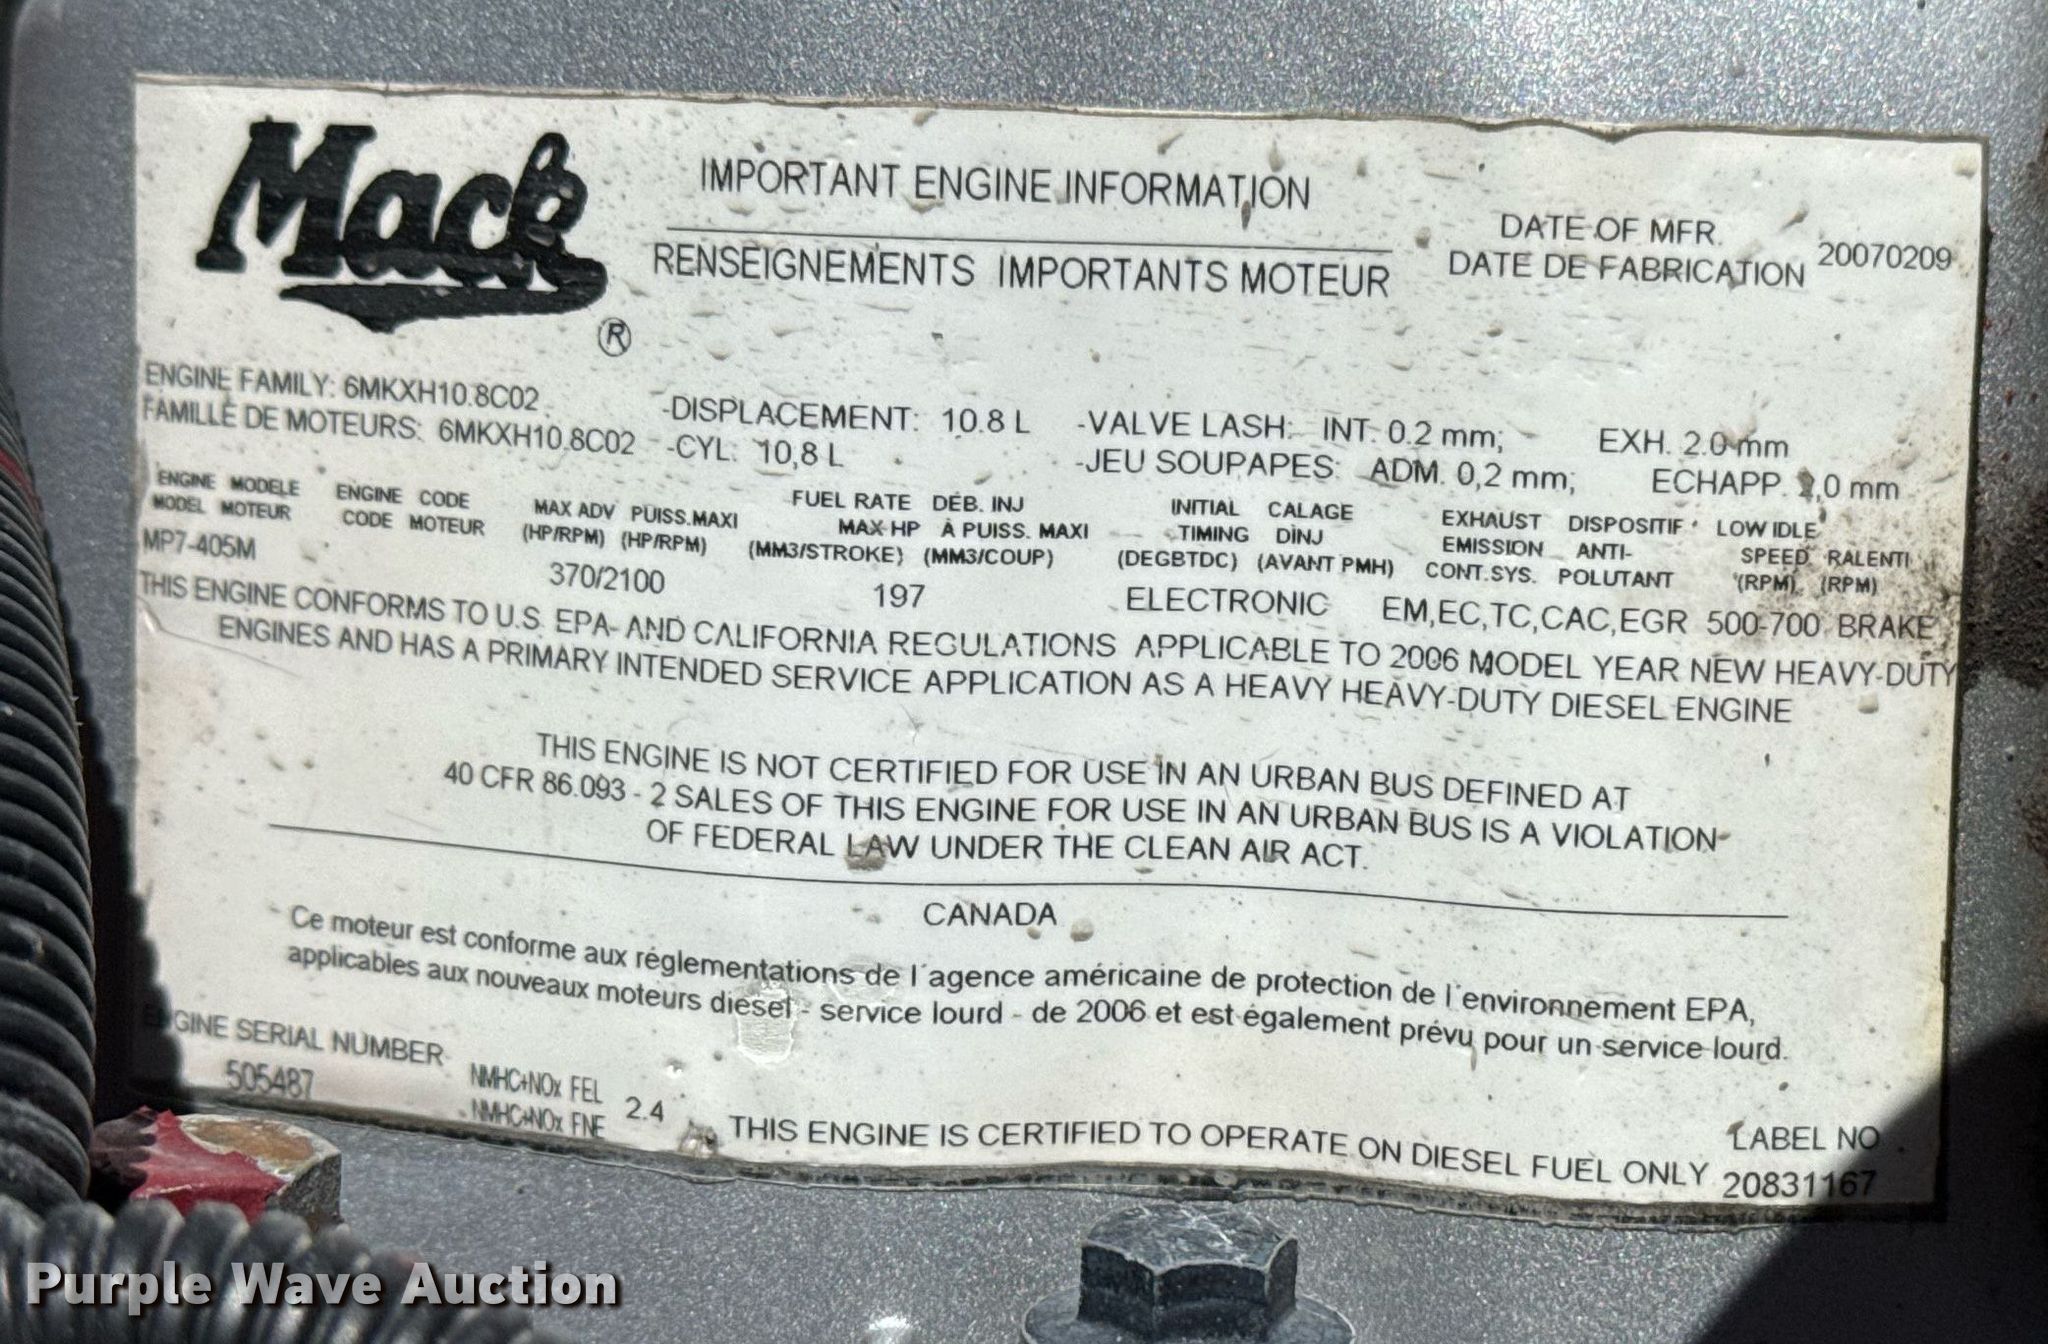 Mack
®
IMPORTANT ENGINE INFORMATION
RENSEIGNEMENTS IMPORTANTS MOTEUR
DATE OF MFR.
DATE DE FABRICATION
20070209
ENGINE FAMILY: 6MKXH10.8C02
FAMILLE DE MOTEURS: 6MKXH10.8C02
-DISPLACEMENT: 10.8 L
-CYL: 10,8 L
-VALVE LASH: INT. 0.2 mm; EXH. 2.0 mm
-JEU SOUPAPES: ADM. 0,2 mm; ECHAPP. 2,0 mm
ENGINE MODELE
MODEL MOTEUR
MP7-405M
ENGINE CODE
CODE MOTEUR
MAX ADV PUISS.MAXI
(HP/RPM) (HP/RPM)
370/2100
FUEL RATE DÉB. INJ
MAX HP À PUISS. MAXI
(MM3/STROKE) (MM3/COUP)
197
INITIAL CALAGE
TIMING DÌNJ
(DEGBTDC) (AVANT PMH)
ELECTRONIC
EXHAUST DISPOSITIF
EMISSION ANTI-
CONT.SYS. POLUTANT
EM,EC,TC,CAC,EGR
LOW IDLE
SPEED RALENTI
(RPM) (RPM)
500-700 BRAKE
THIS ENGINE CONFORMS TO U.S. EPA AND CALIFORNIA REGULATIONS APPLICABLE TO 2006 MODEL YEAR NEW HEAVY-DUTY
ENGINES AND HAS A PRIMARY INTENDED SERVICE APPLICATION AS A HEAVY HEAVY-DUTY DIESEL ENGINE
THIS ENGINE IS NOT CERTIFIED FOR USE IN AN URBAN BUS DEFINED AT
40 CFR 86.093 - 2 SALES OF THIS ENGINE FOR USE IN AN URBAN BUS IS A VIOLATION
OF FEDERAL LAW UNDER THE CLEAN AIR ACT.
CANADA
Ce moteur est conforme aux réglementations de l´agence américaine de protection de l´environnement EPA,
applicables aux nouveaux moteurs diesel - service lourd - de 2006 et est également prévu pour un service lourd.
ENGINE SERIAL NUMBER
505487
NMHC+NOx FEL
NMHC+NOx FNE
2.4
THIS ENGINE IS CERTIFIED TO OPERATE ON DIESEL FUEL ONLY
LABEL NO.
20831167
Purple Wave Auction